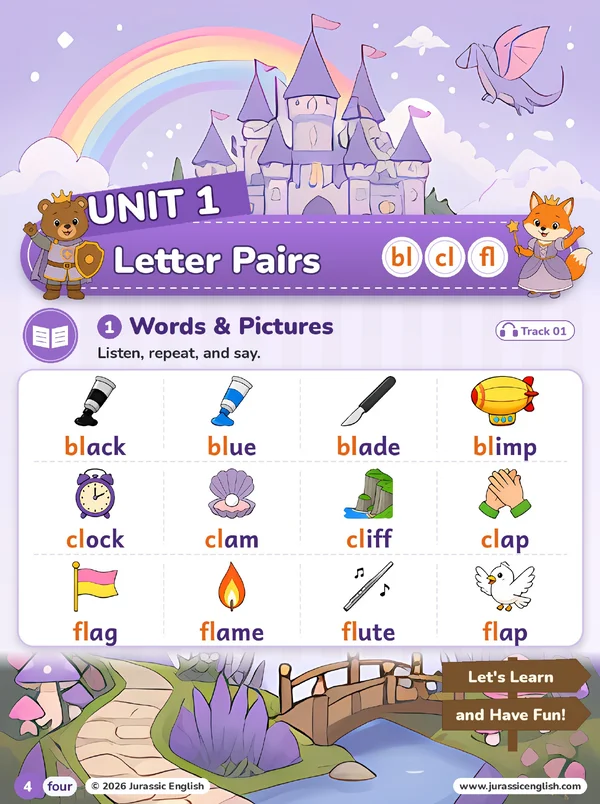 UNIT 1
Letter Pairs
bl cl fl
1 Words & Pictures
Track 01
Listen, repeat, and say.
black blue blade blimp
clock clam cliff clap
flag flame flute flap
Let's Learn
and Have Fun!
4 four © 2026 Jurassic English www.jurassicenglish.com